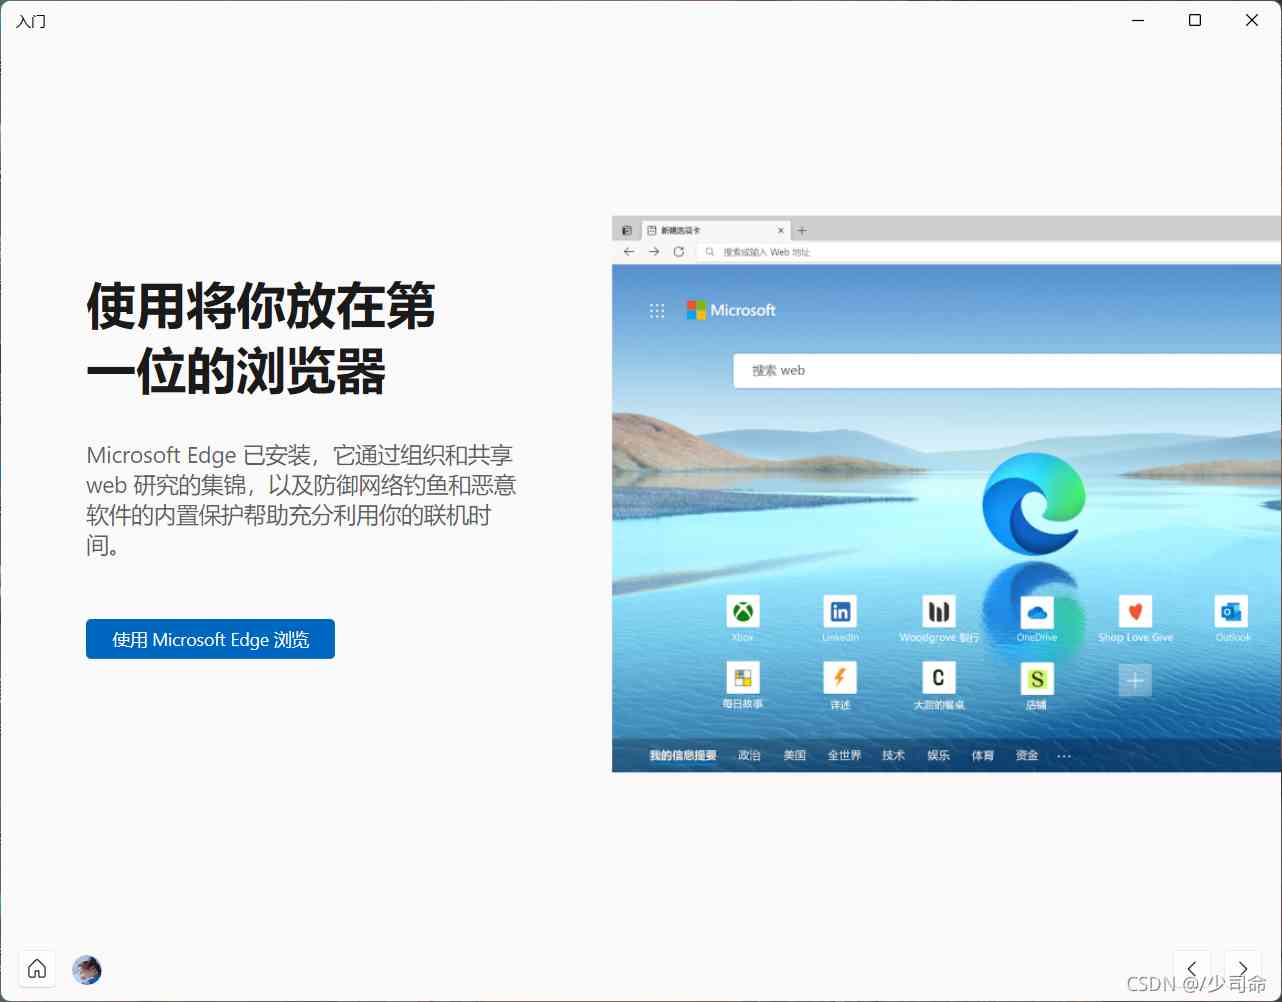 入门
使用将你放在第
一位的浏览器
Microsoft Edge 已安装，它通过组织和共享
web 研究的集锦，以及防御网络钓鱼和恶意
软件的内置保护帮助充分利用你的联机时
间。
使用 Microsoft Edge 浏览
新建选项卡
搜索或输入 Web 地址
Microsoft
搜索 web
Xbox LinkedIn Woodgrove 银行 OneDrive Shop Love Give Outlook
C S
每日故事 详述 大厨的餐桌 店铺
我的信息提要 政治 美国 全世界 技术 娱乐 体育 资金 ...
CSDN @/少司命